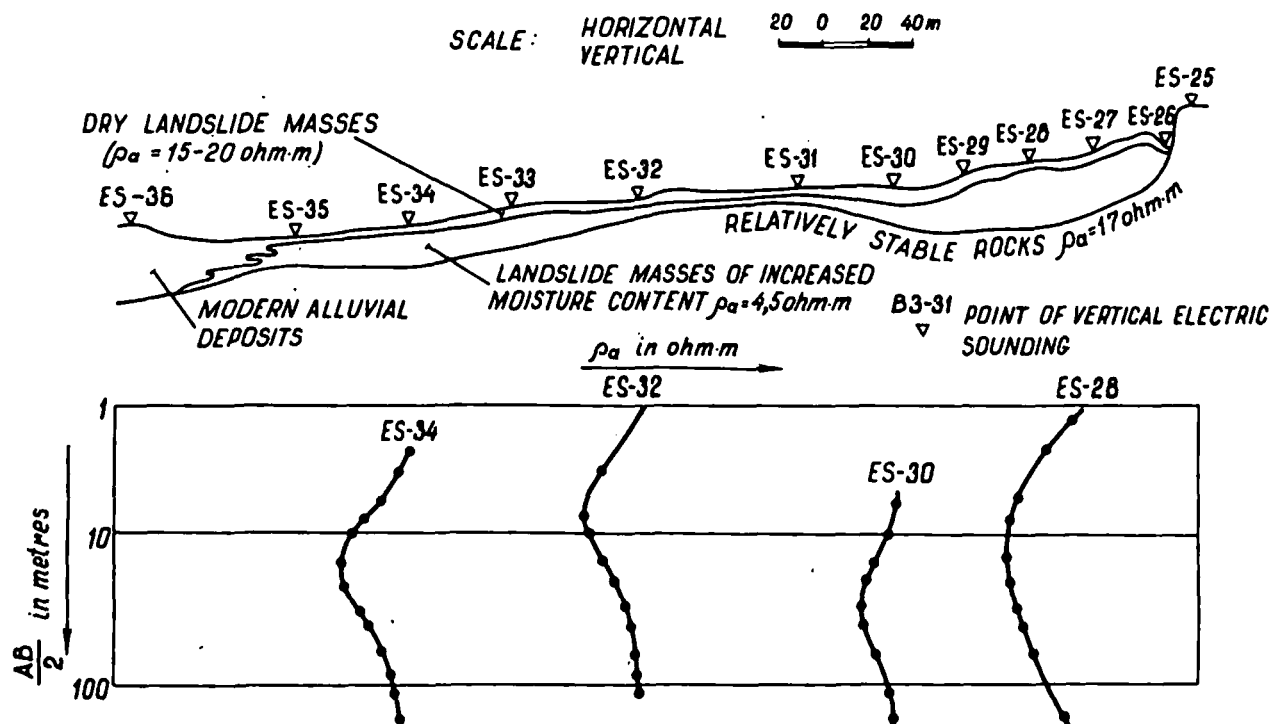 SCALE: HORIZONTAL
VERTICAL
20 0 20 40m
ES-25
DRY LANDSLIDE MASSES
(ρa = 15-20 ohm·m)
ES-36
ES-35
ES-34
ES-33
ES-32
ES-31
ES-30
ES-29
ES-28
ES-27
ES-26
RELATIVELY STABLE ROCKS ρa=17ohm·m
LANDSLIDE MASSES OF INCREASED
MOISTURE CONTENT ρa=4,5ohm·m
MODERN ALLUVIAL
DEPOSITS
B3-31
POINT OF VERTICAL ELECTRIC
SOUNDING
ρa in ohm·m
ES-34
ES-32
ES-30
ES-28
1
10
100
AB/2 in metres